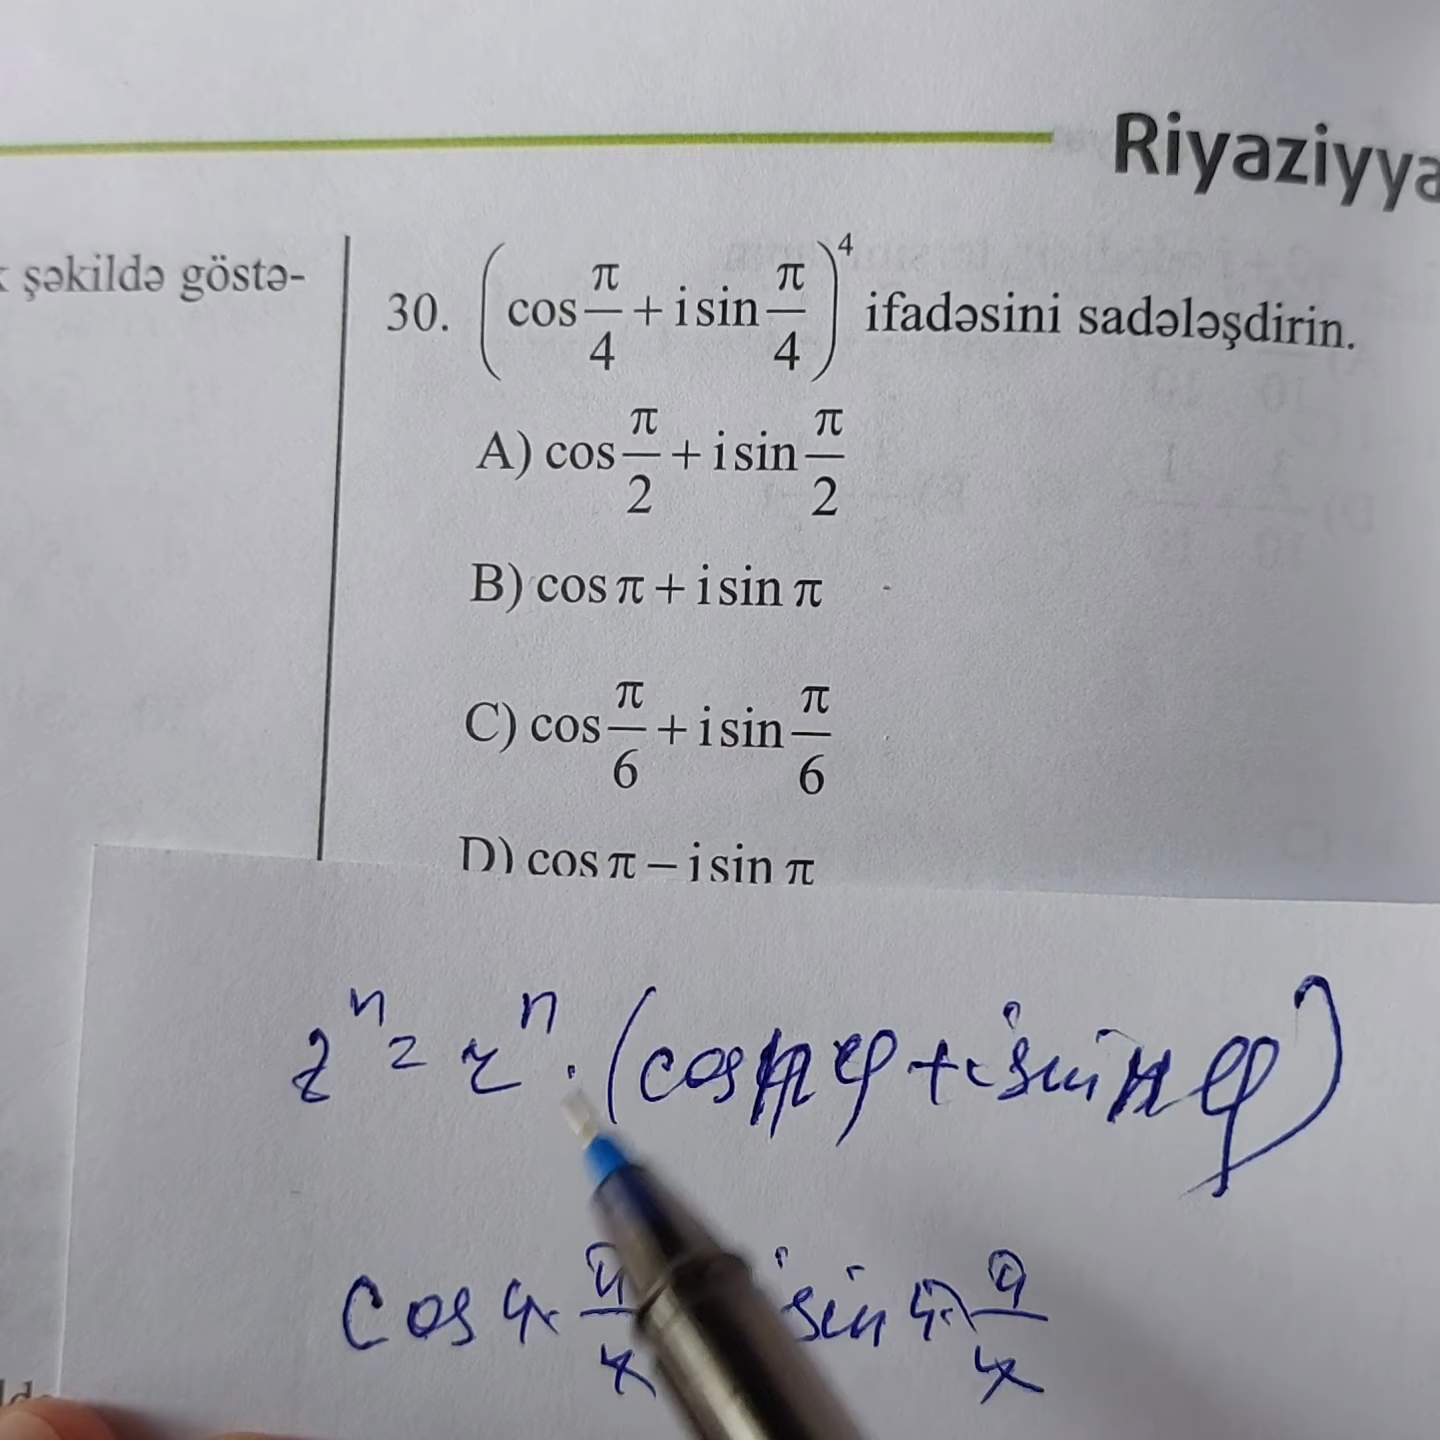 Riyaziyya
şəkildə göstə-
30. (cos π/4 + i sin π/4)^4 ifadəsini sadələşdirin.
A) cos π/2 + i sin π/2
B) cos π + i sin π
C) cos π/6 + i sin π/6
D) cos π − i sin π
z^n = r^n · (cos nφ + i sin nφ)
cos 4· π/4 i sin 4· π/4